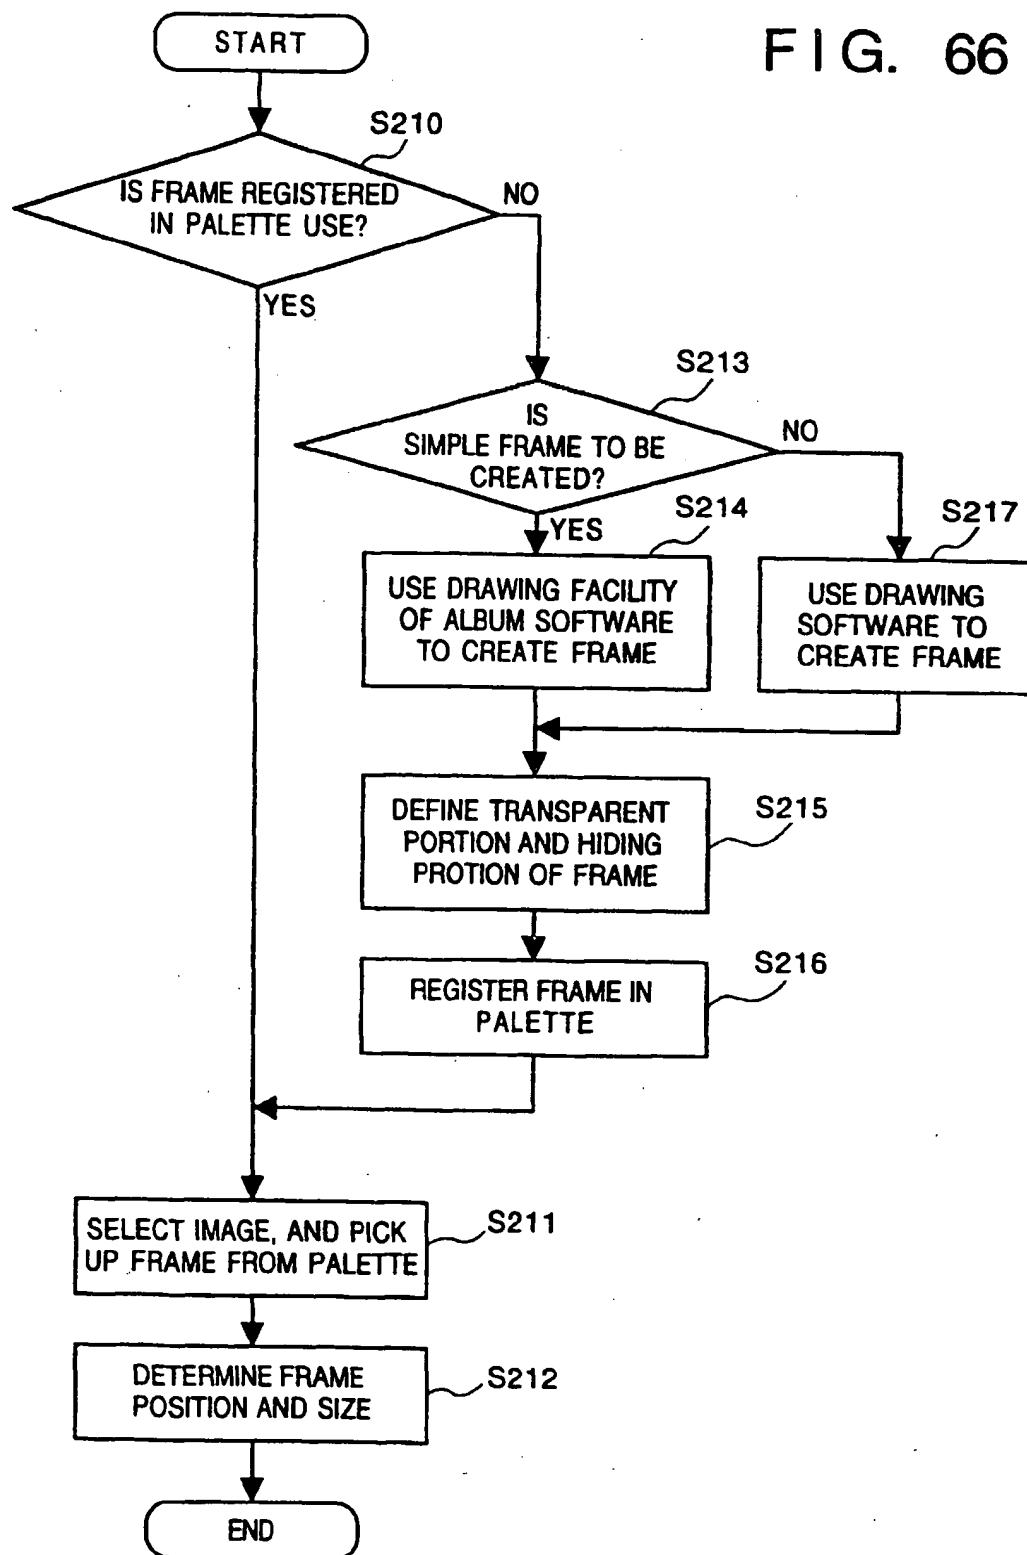 START
FIG. 66
S210
IS FRAME REGISTERED
IN PALETTE USE?
NO
YES
S213
IS
SIMPLE FRAME TO BE
CREATED?
NO
YES
S214
S217
USE DRAWING FACILITY
OF ALBUM SOFTWARE
TO CREATE FRAME
USE DRAWING
SOFTWARE TO
CREATE FRAME
DEFINE TRANSPARENT
PORTION AND HIDING
PROTION OF FRAME
S215
S216
REGISTER FRAME IN
PALETTE
SELECT IMAGE, AND PICK
UP FRAME FROM PALETTE
S211
DETERMINE FRAME
POSITION AND SIZE
S212
END